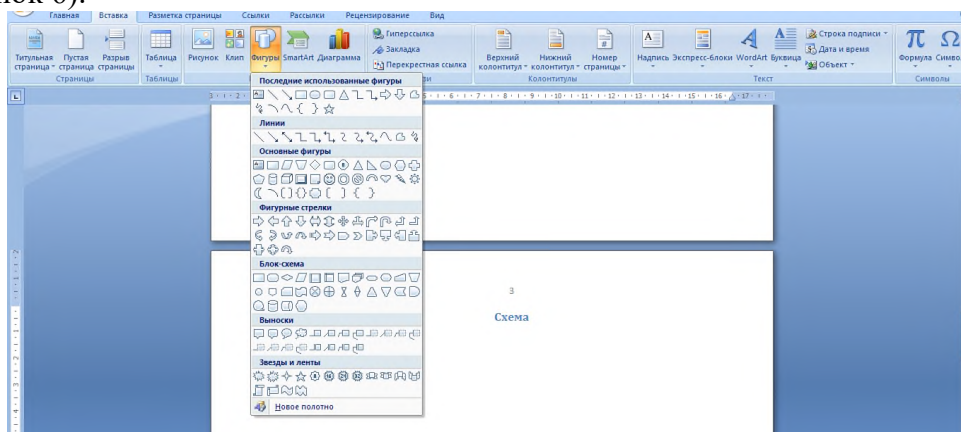 нок 6).
Главная Вставка Разметка страницы Ссылки Рассылки Рецензирование Вид
Титульная страница Пустая страница Разрыв страницы
Таблица
Рисунок Клип Фигуры SmartArt Диаграмма
Гиперссылка
Закладка
Перекрестная ссылка
Верхний колонтитул Нижний колонтитул Номер страницы
Надпись Экспресс-блоки WordArt Буквица
Строка подписи
Дата и время
Объект
Формула Симво
Страницы Таблицы Колонтитулы Текст Символы
Последние использованные фигуры
Линии
Основные фигуры
Фигурные стрелки
Блок-схема
Выноски
Звезды и ленты
Новое полотно
3
Схема